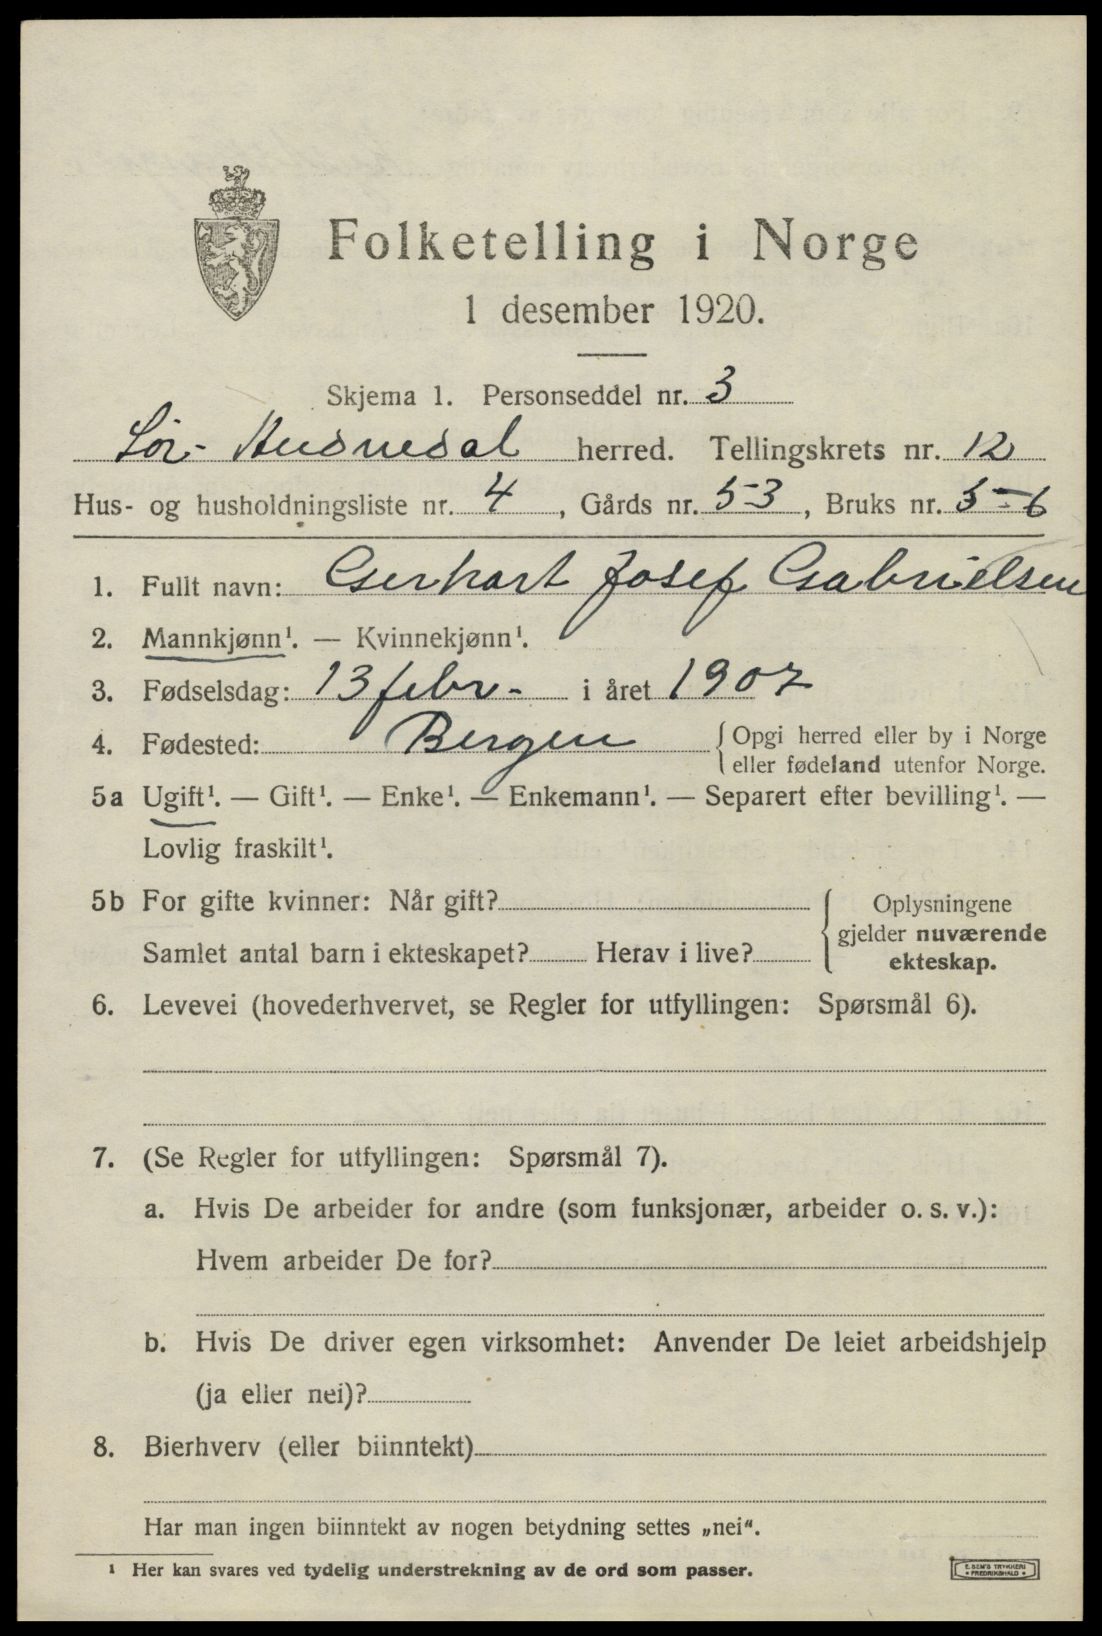 Folketelling i Norge
1 desember 1920.
Skjema 1. Personseddel nr. 3
Sør-Audnedal herred. Tellingskrets nr. 12
Hus- og husholdningsliste nr. 4, Gårds nr. 53, Bruks nr. 5-6
1. Fullt navn: Gerhart Josef Gabrielsen
2. Mannkjønn¹. — Kvinnekjønn¹.
3. Fødselsdag: 13 febr. i året 1907
4. Fødested: Bergen { Opgi herred eller by i Norge
eller fødeland utenfor Norge.
5a Ugift¹. — Gift¹. — Enke¹. — Enkemann¹. — Separert efter bevilling¹. —
Lovlig fraskilt¹.
5b For gifte kvinner: Når gift? { Oplysningene
gjelder nuværende
Samlet antal barn i ekteskapet? Herav i live?
ekteskap.
6. Levevei (hovederhvervet, se Regler for utfyllingen: Spørsmål 6).
7. (Se Regler for utfyllingen: Spørsmål 7).
a. Hvis De arbeider for andre (som funksjonær, arbeider o. s. v.):
Hvem arbeider De for?
b. Hvis De driver egen virksomhet: Anvender De leiet arbeidshjelp
(ja eller nei)?
8. Bierhverv (eller biinntekt)
Har man ingen biinntekt av nogen betydning settes „nei“.
¹ Her kan svares ved tydelig understrekning av de ord som passer.
E. SEM'S TRYKKERI
FREDRIKSHALD